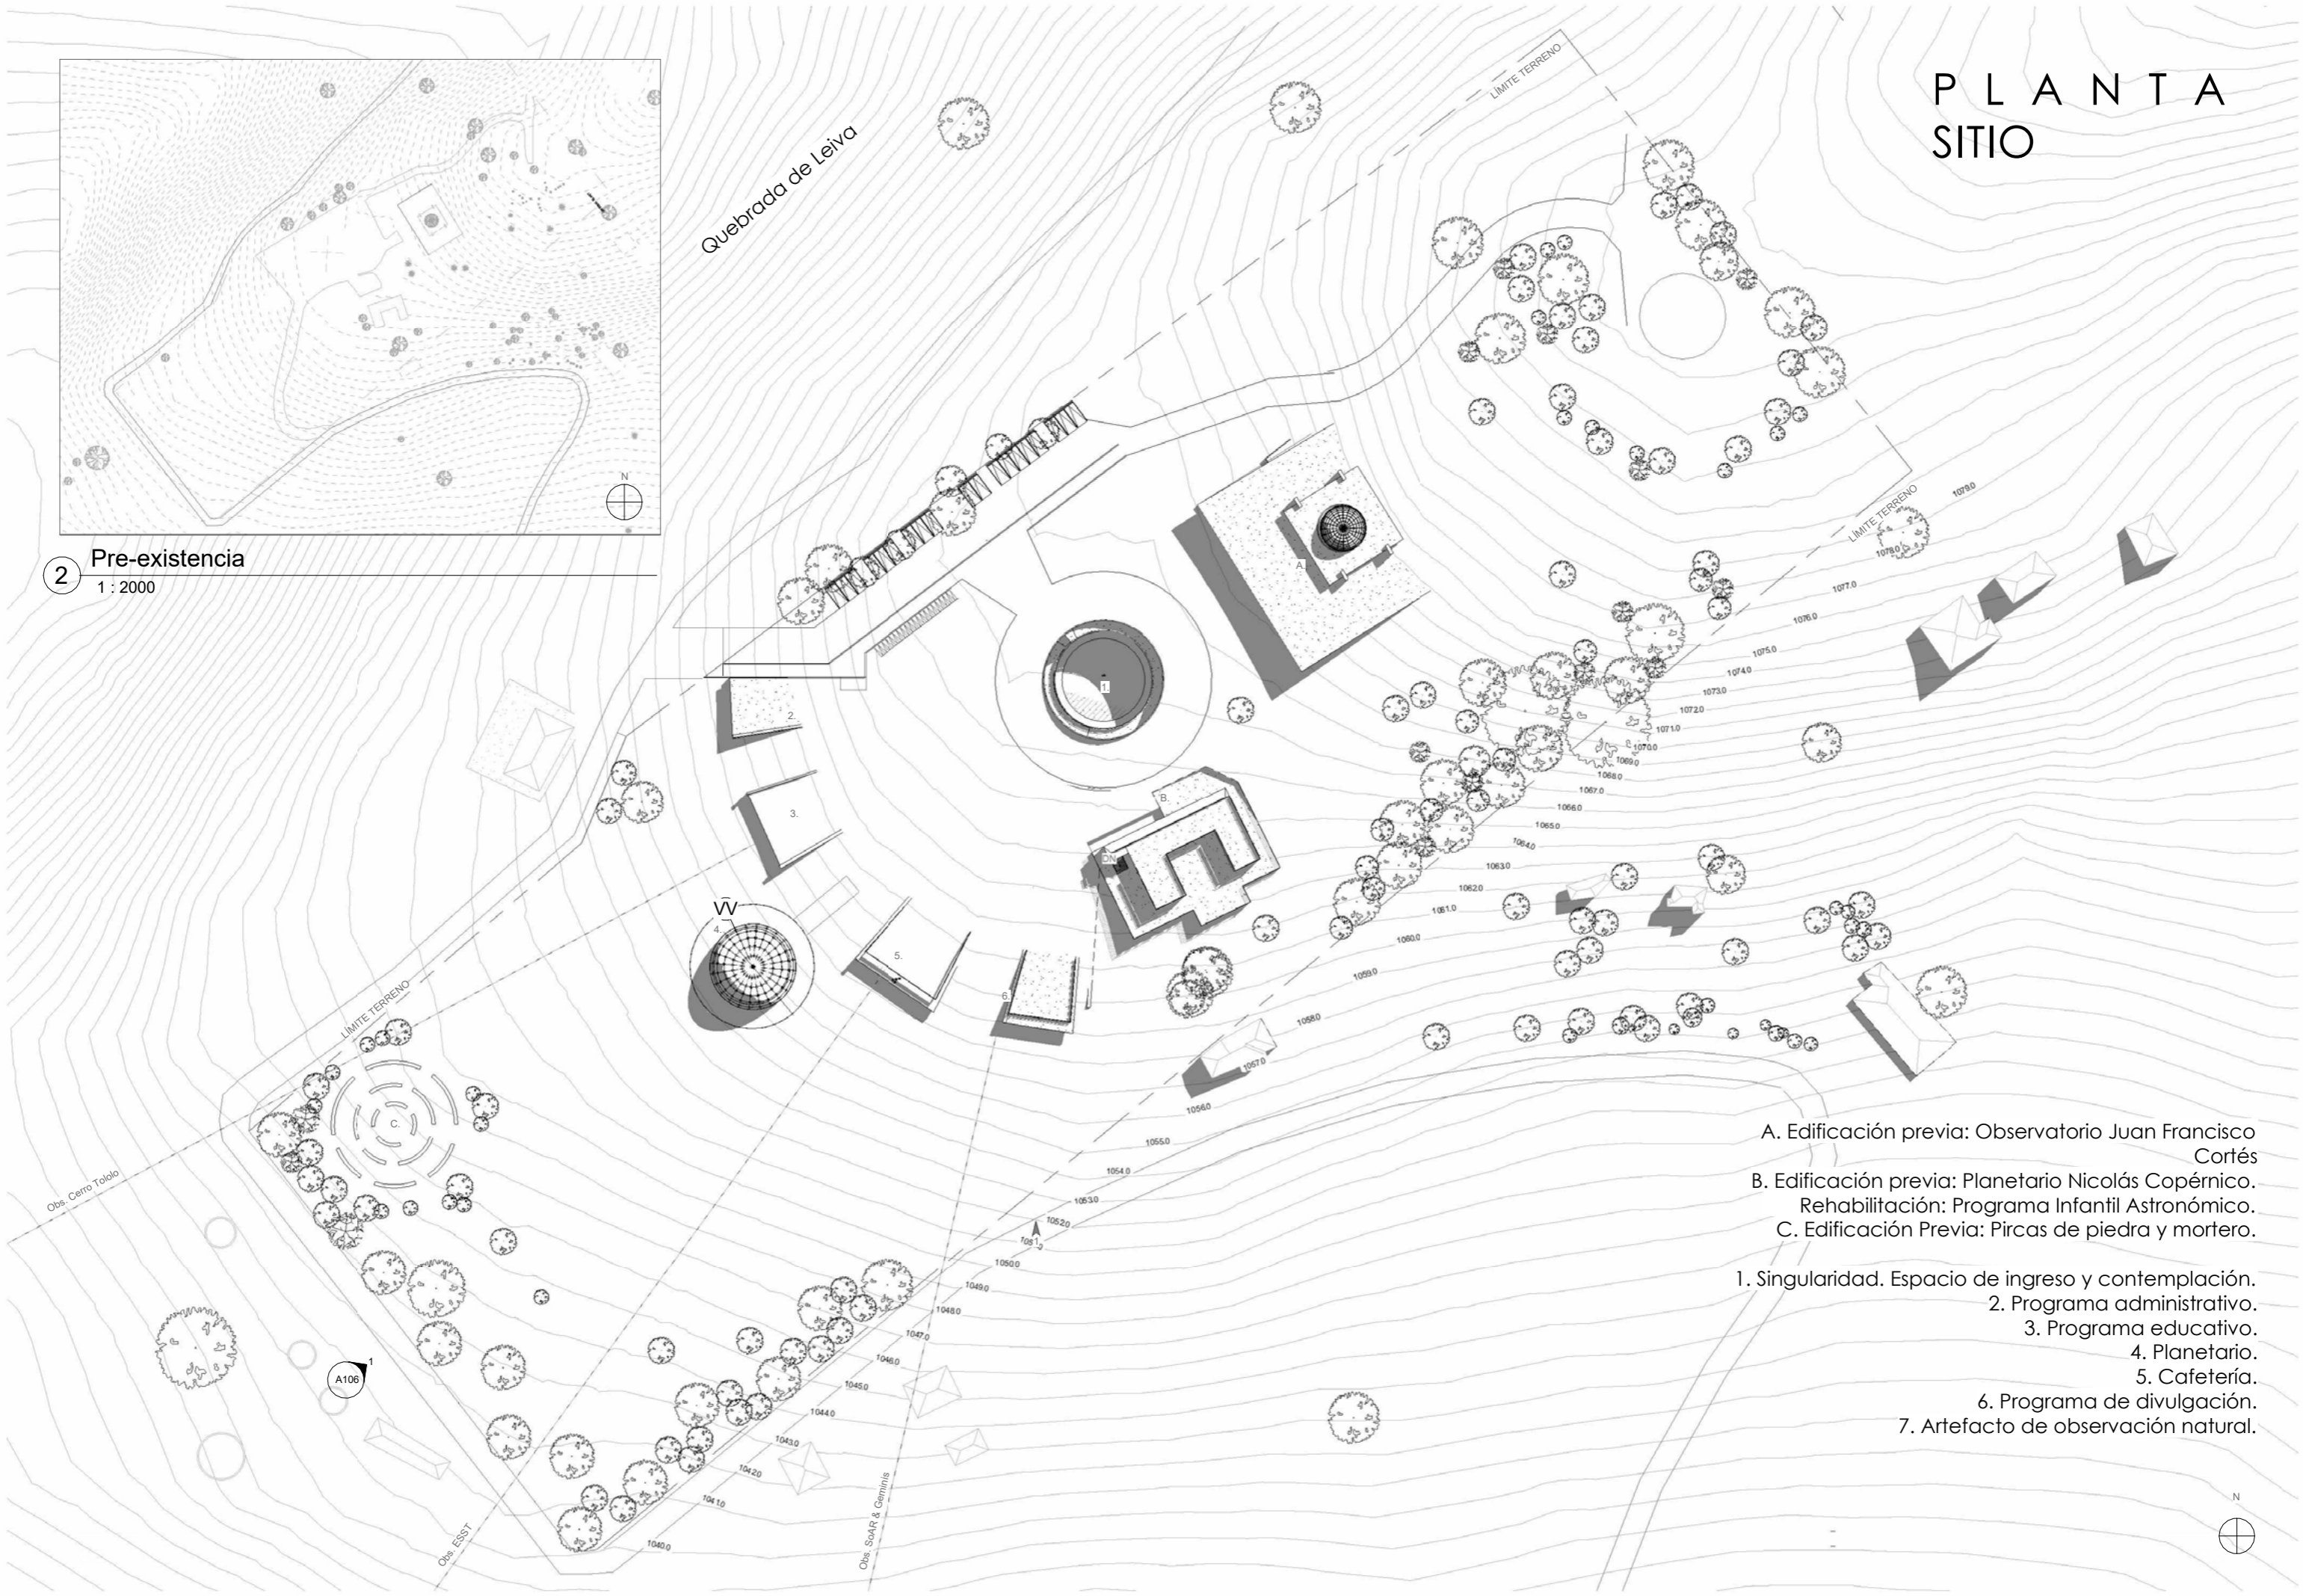 P L A N T A
SITIO
LÍMITE TERRENO
Quebrada de Leiva
N
2
Pre-existencia
1 : 2000
LÍMITE TERRENO
1079.0
1078.0
1077.0
1076.0
1075.0
1074.0
1073.0
1072.0
1071.0
1070.0
1069.0
1068.0
1067.0
1066.0
1065.0
1064.0
1063.0
1062.0
1061.0
1060.0
1059.0
1058.0
1057.0
1056.0
1055.0
1054.0
1053.0
1052.0
1050.0
1049.0
1048.0
1047.0
1046.0
1045.0
1044.0
1043.0
1042.0
1041.0
1040.0
A.
1.
2.
3.
B.
DN
4.
5.
6.
LÍMITE TERRENO
C.
Obs. Cerro Tololo
A106
1
Obs. ESST
Obs. SoAR & Geminis
A. Edificación previa: Observatorio Juan Francisco
Cortés
B. Edificación previa: Planetario Nicolás Copérnico.
Rehabilitación: Programa Infantil Astronómico.
C. Edificación Previa: Pircas de piedra y mortero.
1. Singularidad. Espacio de ingreso y contemplación.
2. Programa administrativo.
3. Programa educativo.
4. Planetario.
5. Cafetería.
6. Programa de divulgación.
7. Artefacto de observación natural.
N